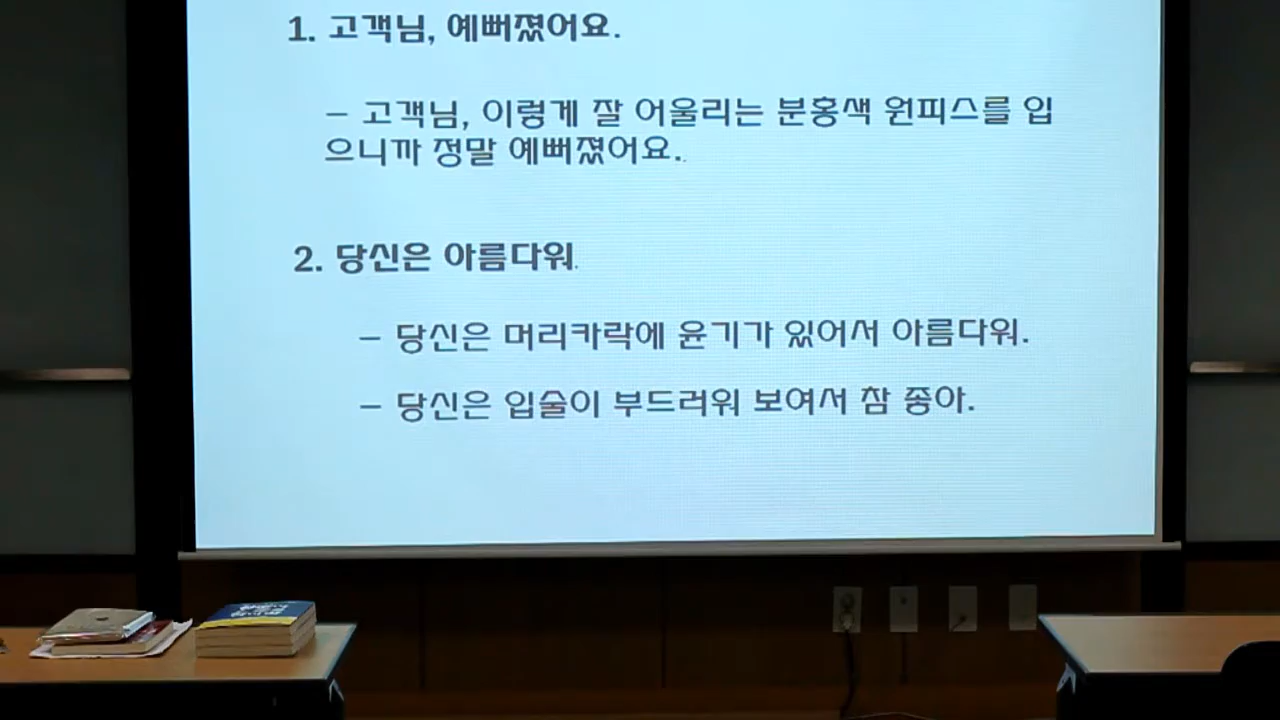 1. 고객님, 예뻐졌어요.
– 고객님, 이렇게 잘 어울리는 분홍색 원피스를 입
으니까 정말 예뻐졌어요..
2. 당신은 아름다워.
– 당신은 머리카락에 윤기가 있어서 아름다워.
– 당신은 입술이 부드러워 보여서 참 좋아.